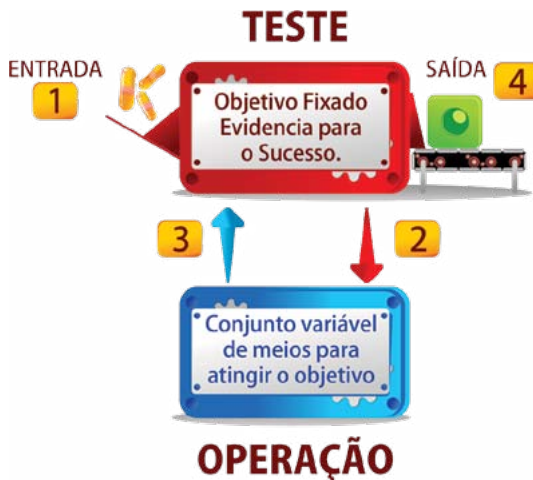 TESTE
ENTRADA
1
Objetivo Fixado
Evidencia para
o Sucesso.
SAÍDA
4
3
2
Conjunto variável
de meios para
atingir o objetivo
OPERAÇÃO